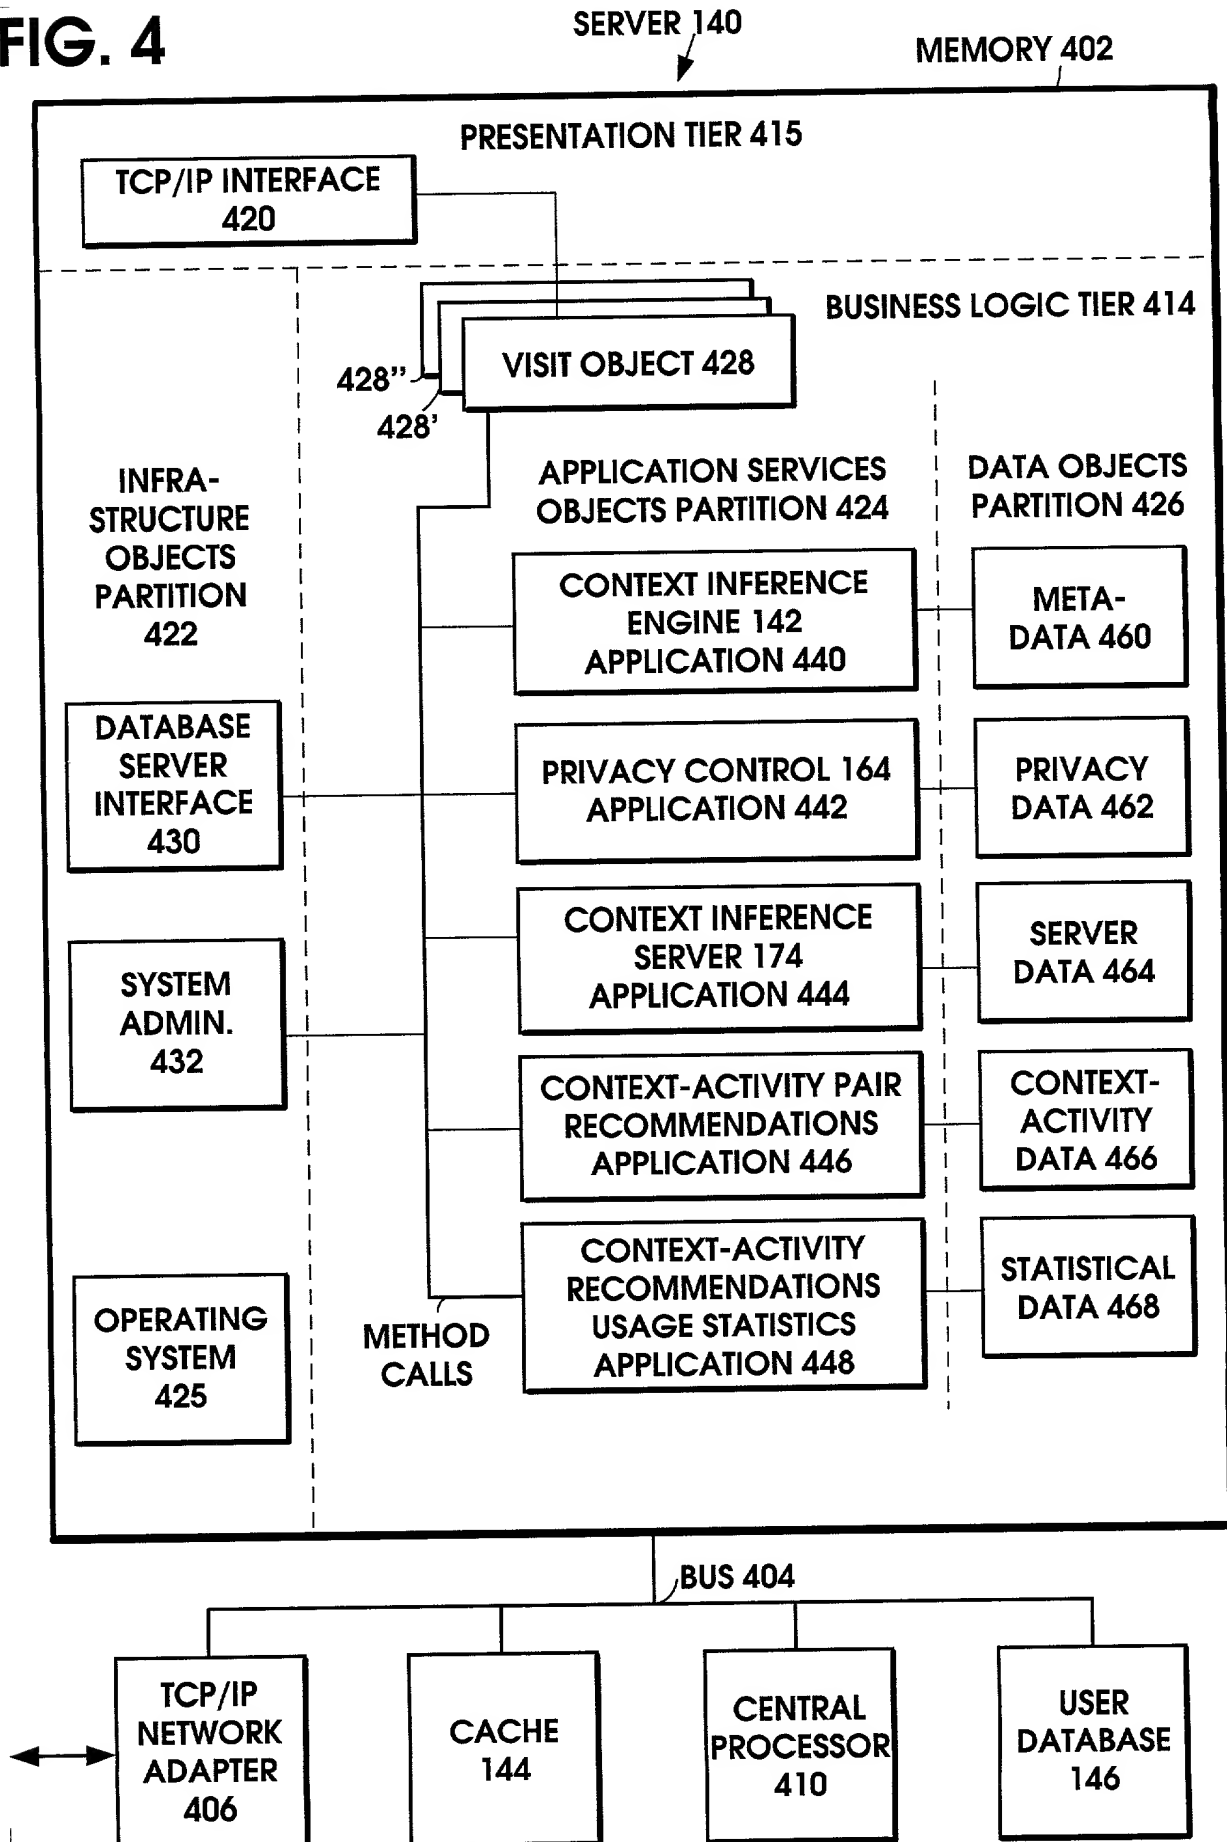 FIG. 4
SERVER 140
MEMORY 402
PRESENTATION TIER 415
TCP/IP INTERFACE
420
BUSINESS LOGIC TIER 414
VISIT OBJECT 428
428''
428'
INFRA-
STRUCTURE
OBJECTS
PARTITION
422
APPLICATION SERVICES
OBJECTS PARTITION 424
DATA OBJECTS
PARTITION 426
CONTEXT INFERENCE
ENGINE 142
APPLICATION 440
META-
DATA 460
DATABASE
SERVER
INTERFACE
430
PRIVACY CONTROL 164
APPLICATION 442
PRIVACY
DATA 462
SYSTEM
ADMIN.
432
CONTEXT INFERENCE
SERVER 174
APPLICATION 444
SERVER
DATA 464
CONTEXT-ACTIVITY PAIR
RECOMMENDATIONS
APPLICATION 446
CONTEXT-
ACTIVITY
DATA 466
OPERATING
SYSTEM
425
METHOD
CALLS
CONTEXT-ACTIVITY
RECOMMENDATIONS
USAGE STATISTICS
APPLICATION 448
STATISTICAL
DATA 468
BUS 404
TCP/IP
NETWORK
ADAPTER
406
CACHE
144
CENTRAL
PROCESSOR
410
USER
DATABASE
146